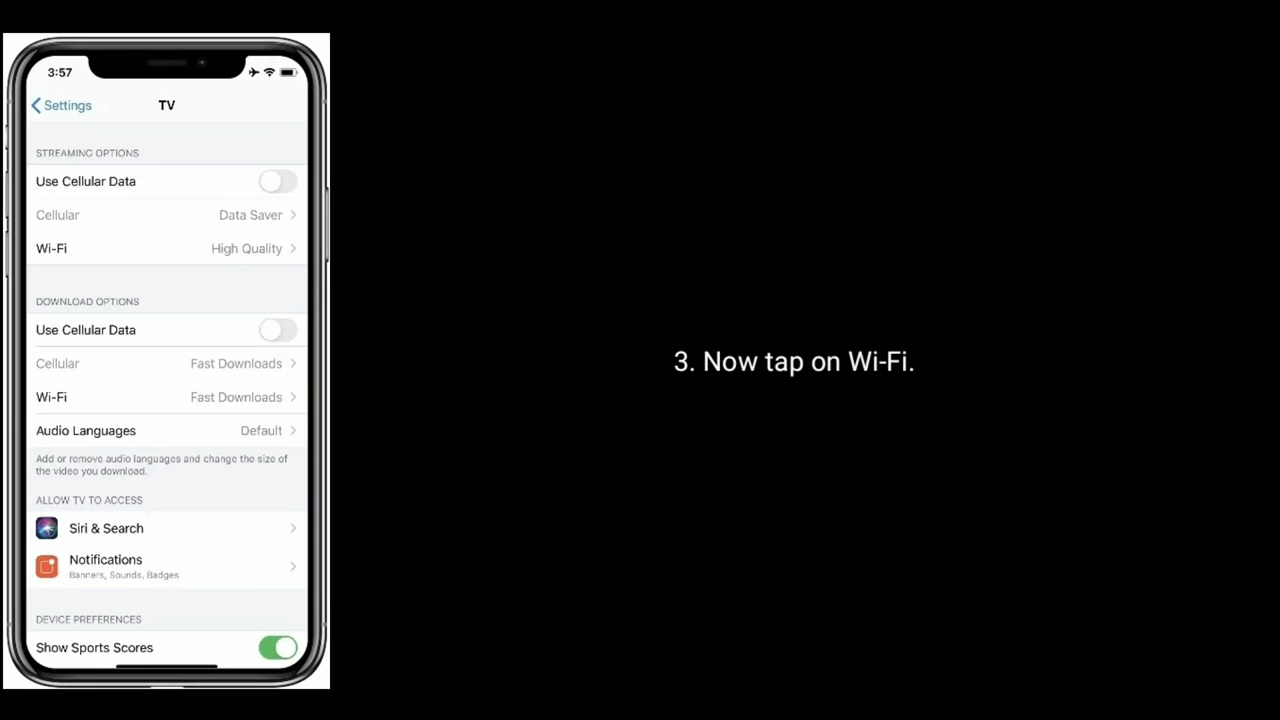 3:57
Settings
TV
STREAMING OPTIONS
Use Cellular Data
Cellular Data Saver
Wi-Fi High Quality
DOWNLOAD OPTIONS
Use Cellular Data
Cellular Fast Downloads
Wi-Fi Fast Downloads
Audio Languages Default
Add or remove audio languages and change the size of
the video you download.
ALLOW TV TO ACCESS
Siri & Search
Notifications
Banners, Sounds, Badges
DEVICE PREFERENCES
Show Sports Scores
3. Now tap on Wi-Fi.